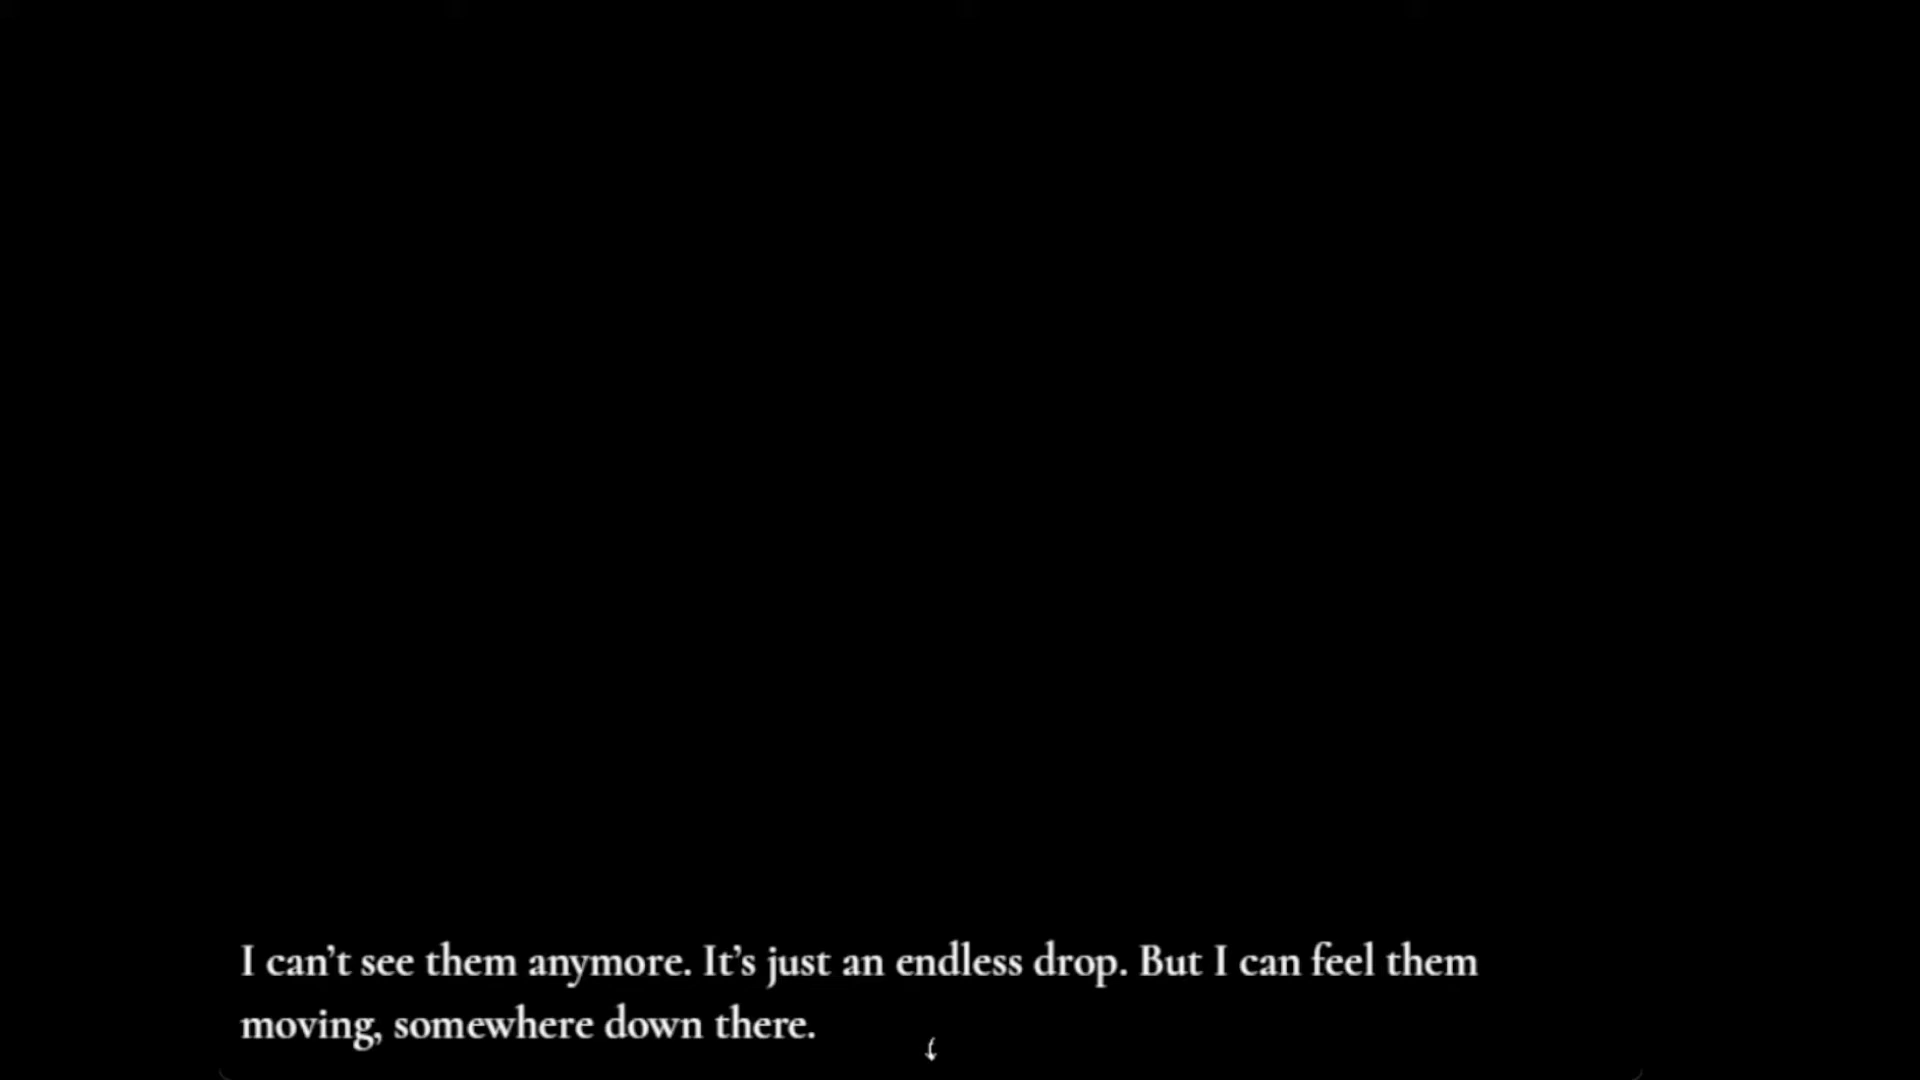 I can’t see them anymore. It’s just an endless drop. But I can feel them
moving, somewhere down there.